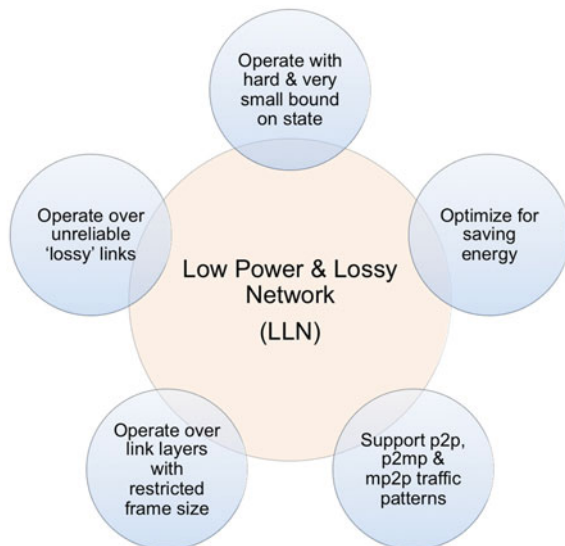 Operate with
hard & very
small bound
on state
Operate over
unreliable
‘lossy’ links
Optimize for
saving
energy
Low Power & Lossy
Network
(LLN)
Operate over
link layers
with
restricted
frame size
Support p2p,
p2mp &
mp2p traffic
patterns